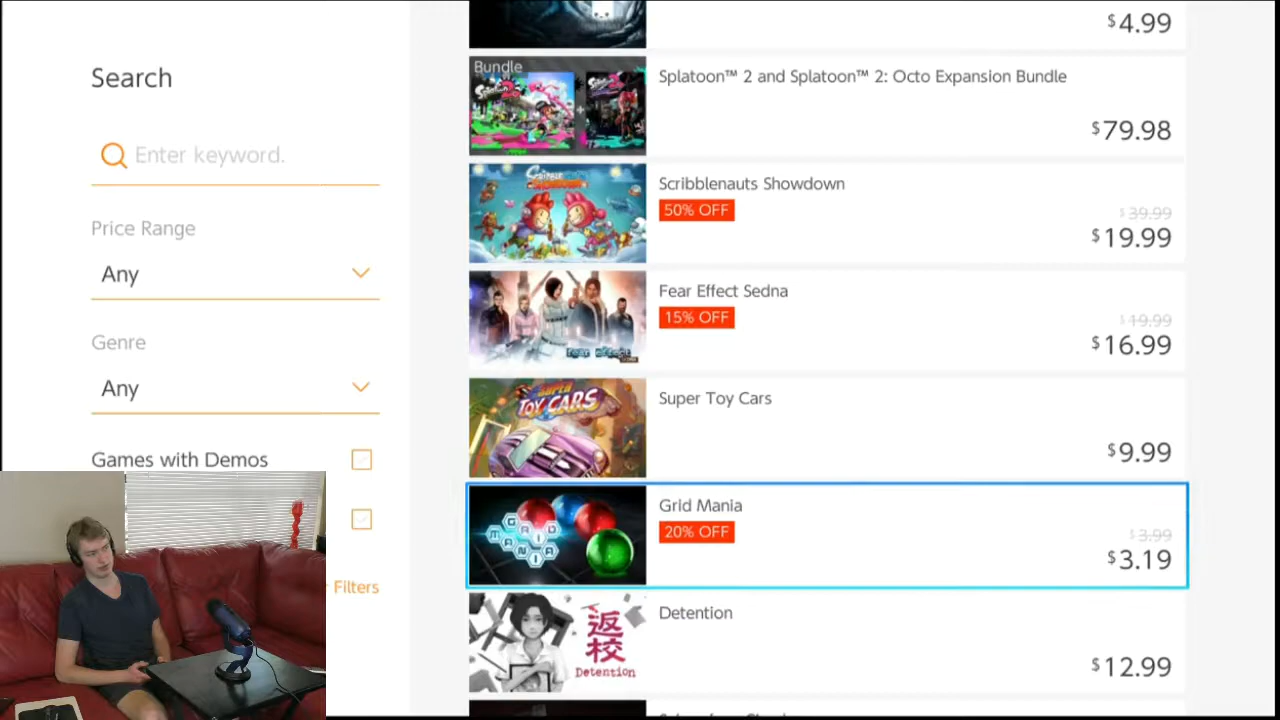 Search
Enter keyword.
Price Range
Any
Genre
Any
Games with Demos
Filters
$4.99
Bundle
Splatoon™ 2 and Splatoon™ 2: Octo Expansion Bundle
$79.98
Scribblenauts Showdown
50% OFF
$39.99
$19.99
Fear Effect Sedna
15% OFF
$19.99
$16.99
SUPER
TOY CARS
Super Toy Cars
$9.99
GRID
MANIA
Grid Mania
20% OFF
$3.99
$3.19
返校
Detention
Detention
$12.99